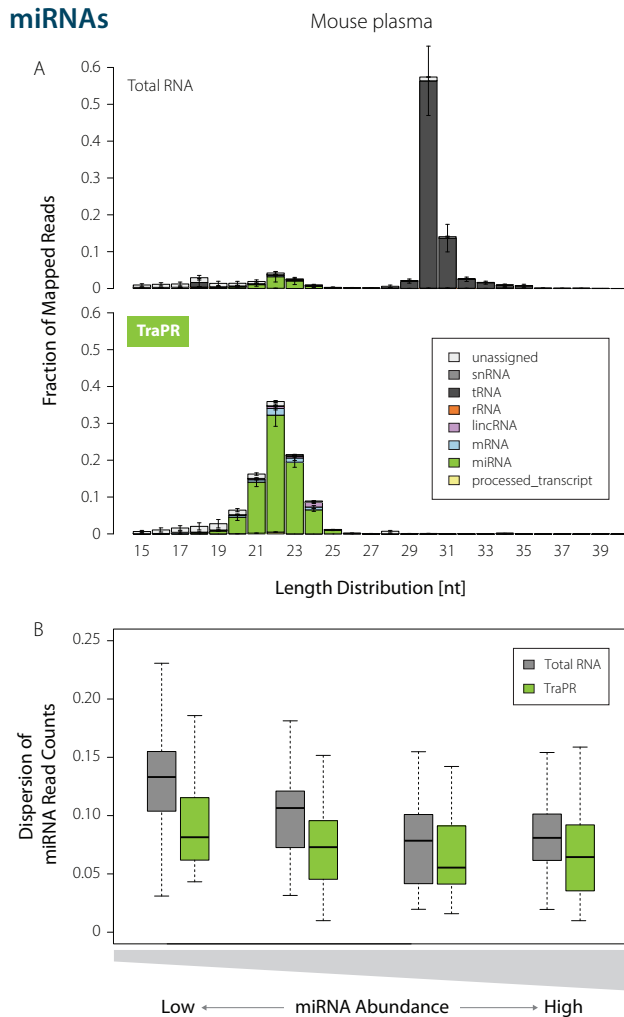 miRNAs
Mouse plasma
A
Total RNA
0.6
0.5
0.4
0.3
0.2
0.1
0
Fraction of Mapped Reads
TraPR
0.6
0.5
0.4
0.3
0.2
0.1
0
unassigned
snRNA
tRNA
rRNA
lincRNA
mRNA
miRNA
processed_transcript
15 17 19 20 21 23 25 27 29 31 33 35 37 38 39
Length Distribution [nt]
B
0.25
0.20
0.15
0.10
0.05
0
Dispersion of
miRNA Read Counts
Total RNA
TraPR
Low miRNA Abundance High